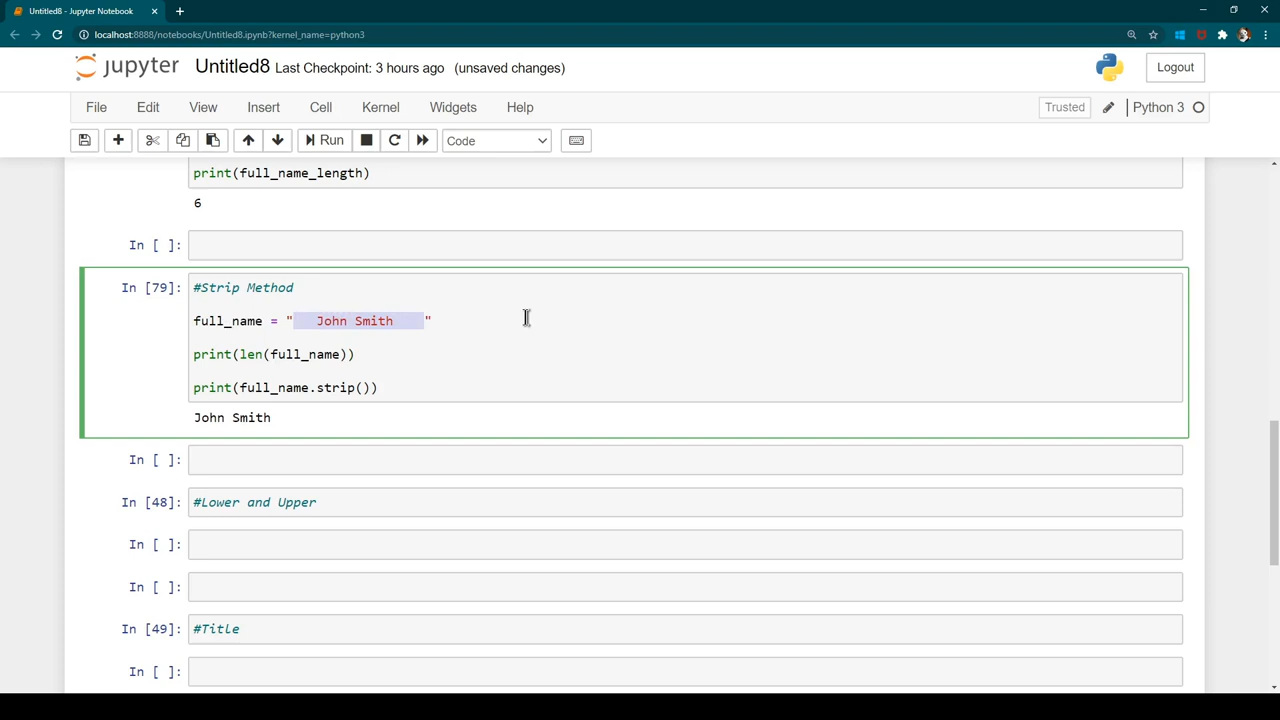 Untitled8 - Jupyter Notebook
localhost:8888/notebooks/Untitled8.ipynb?kernel_name=python3
jupyter Untitled8 Last Checkpoint: 3 hours ago (unsaved changes)
Logout
File Edit View Insert Cell Kernel Widgets Help
Trusted
Python 3
Run
Code
print(full_name_length)
6
In [ ]:
In [79]: #Strip Method
full_name = "   John Smith    "
print(len(full_name))
print(full_name.strip())
John Smith
In [ ]:
In [48]: #Lower and Upper
In [ ]:
In [ ]:
In [49]: #Title
In [ ]: